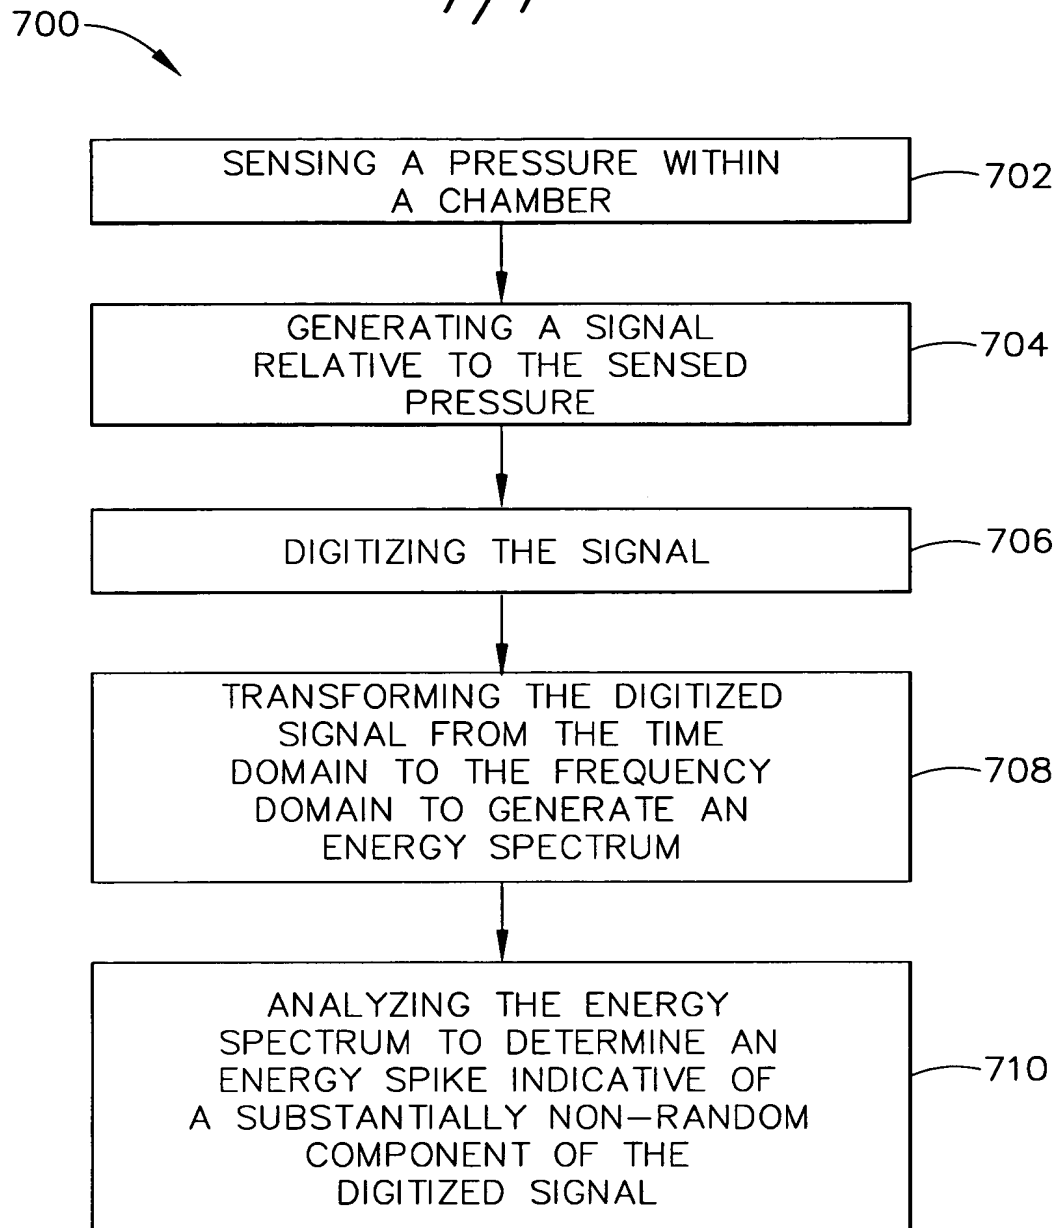 700
SENSING A PRESSURE WITHIN
A CHAMBER
702
GENERATING A SIGNAL
RELATIVE TO THE SENSED
PRESSURE
704
DIGITIZING THE SIGNAL
706
TRANSFORMING THE DIGITIZED
SIGNAL FROM THE TIME
DOMAIN TO THE FREQUENCY
DOMAIN TO GENERATE AN
ENERGY SPECTRUM
708
ANALYZING THE ENERGY
SPECTRUM TO DETERMINE AN
ENERGY SPIKE INDICATIVE OF
A SUBSTANTIALLY NON-RANDOM
COMPONENT OF THE
DIGITIZED SIGNAL
710